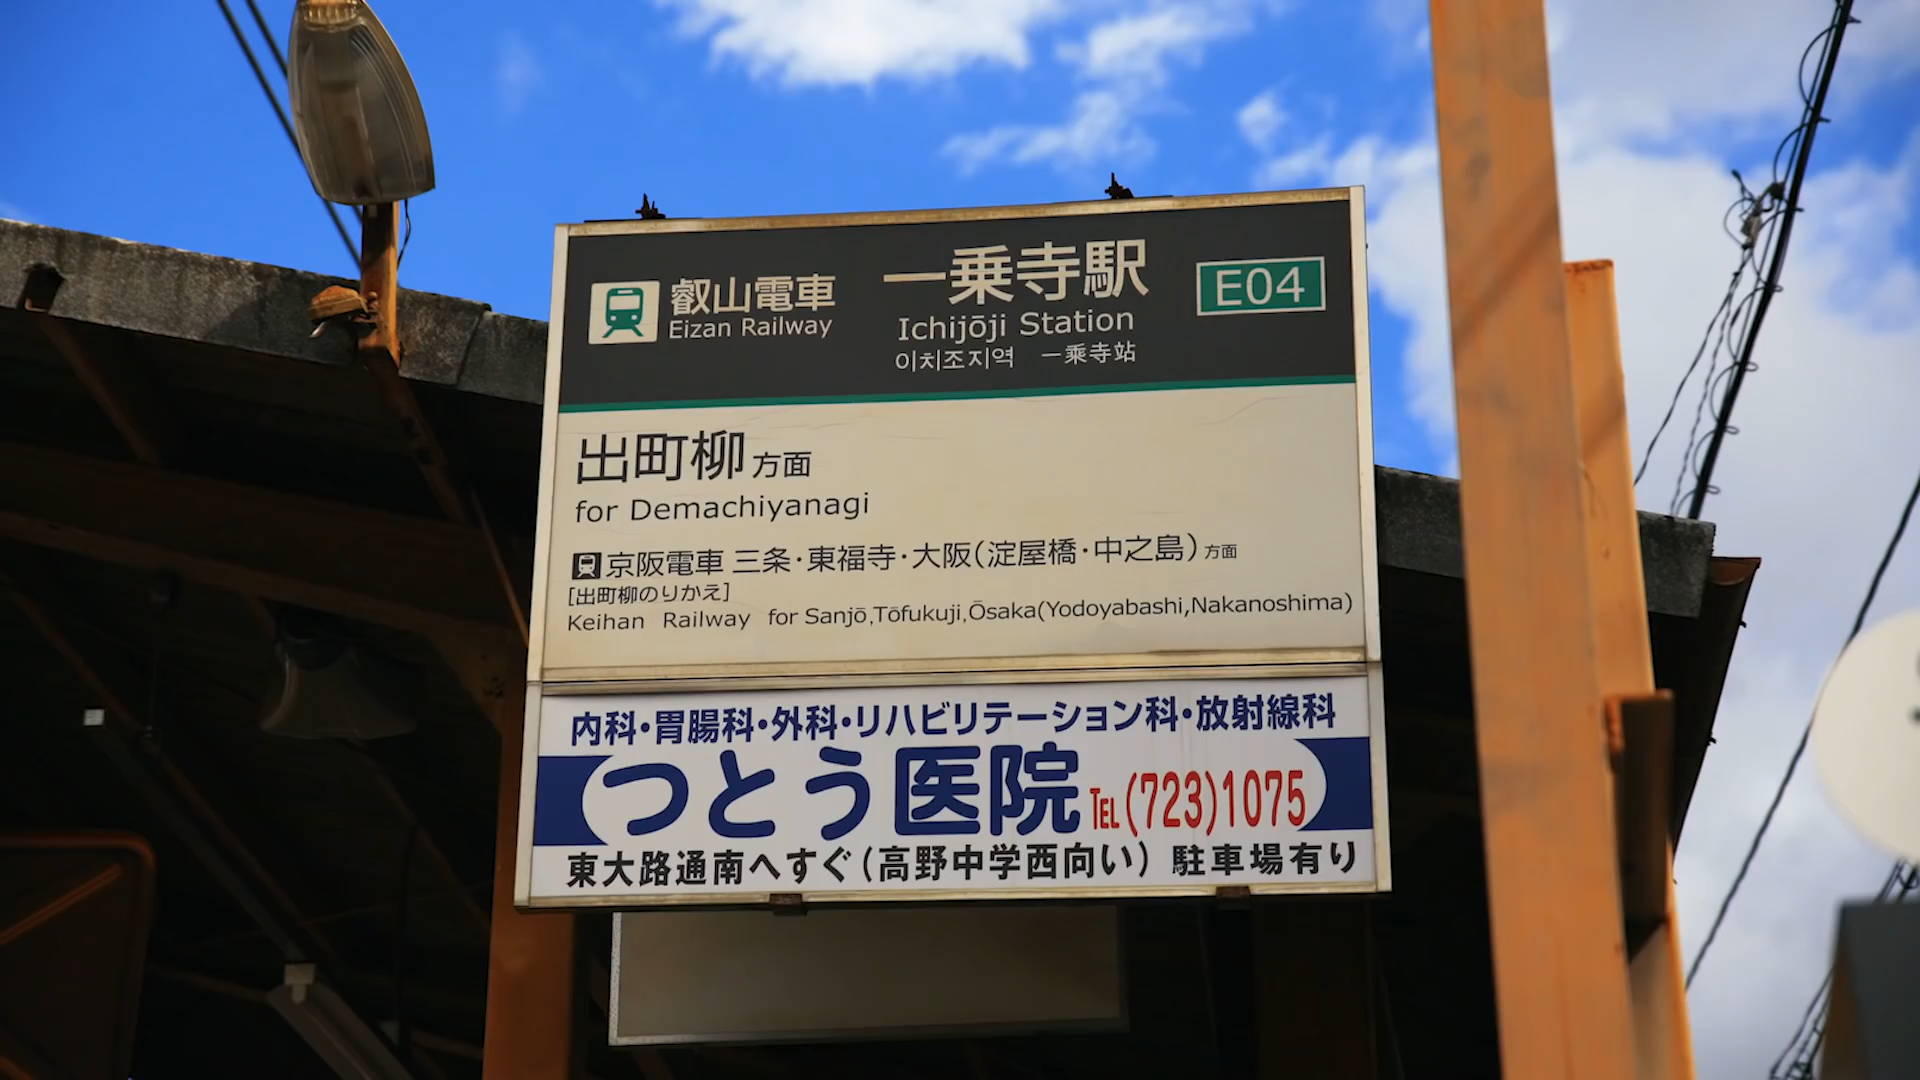 叡山電車
Eizan Railway
一乗寺駅
Ichijōji Station
이치조지역 一乘寺站
E04
出町柳方面
for Demachiyanagi
京阪電車 三条・東福寺・大阪(淀屋橋・中之島)方面
[出町柳のりかえ]
Keihan Railway for Sanjō,Tōfukuji,Ōsaka(Yodoyabashi,Nakanoshima)
内科・胃腸科・外科・リハビリテーション科・放射線科
つとう医院 TEL(723)1075
東大路通南へすぐ(高野中学西向い) 駐車場有り